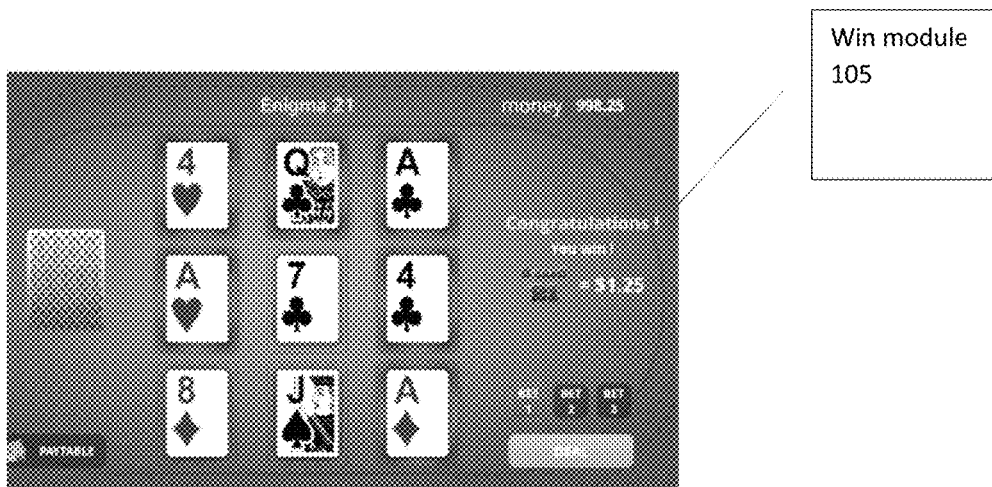 Win module
105
Enigma 21
money 998.25
4
Q
A
Congratulations !
You win !
A
7
4
= $1.25
8
J
A
BET BET BET
1 2 3
PAYTABLE